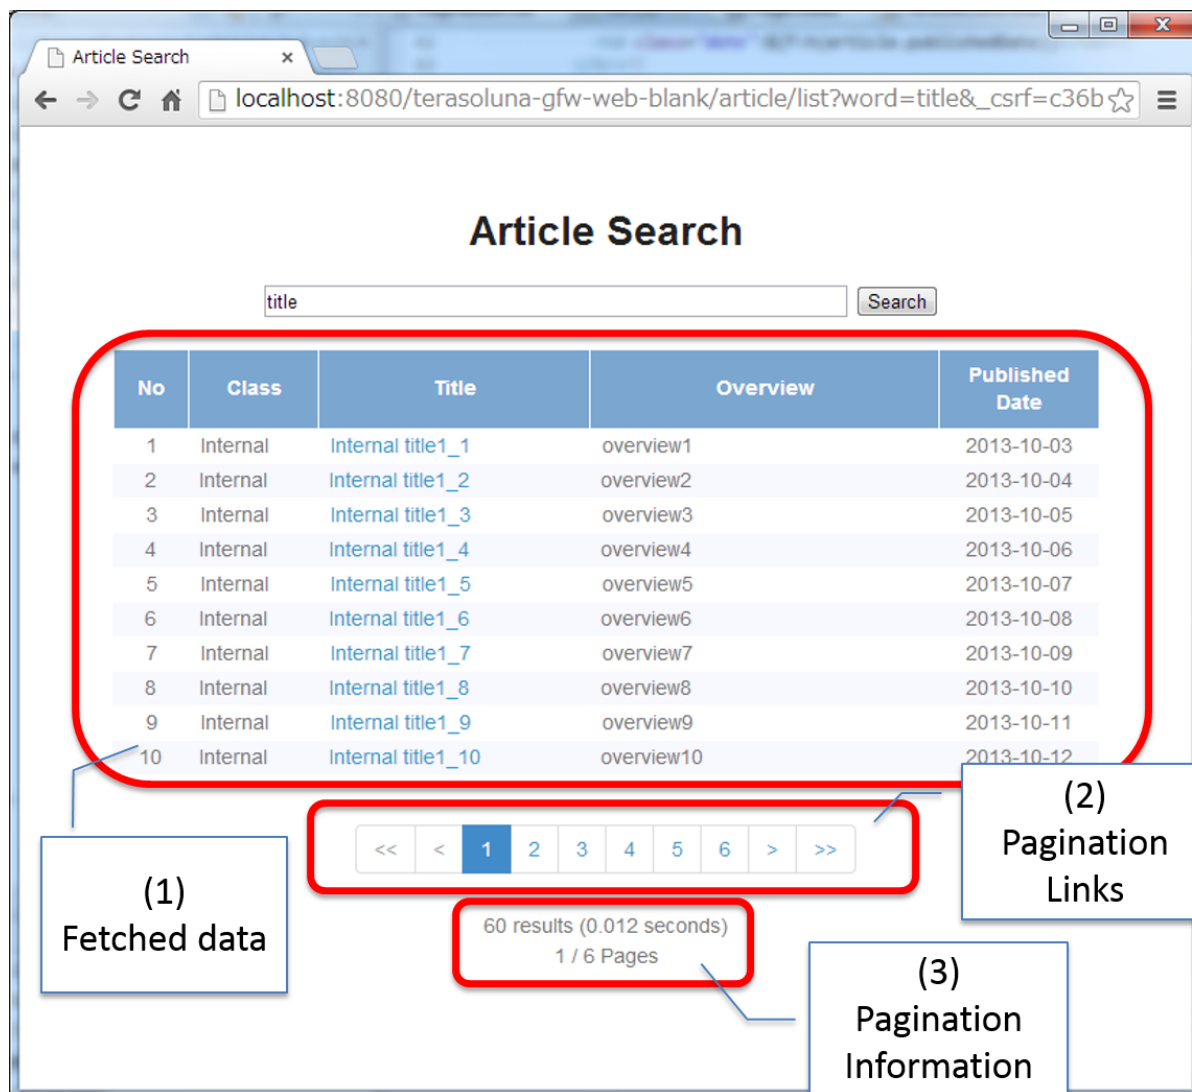 Article Search
localhost:8080/terasoluna-gfw-web-blank/article/list?word=title&_csrf=c36b
Article Search
title Search
No Class Title Overview Published Date
1 Internal Internal title1_1 overview1 2013-10-03
2 Internal Internal title1_2 overview2 2013-10-04
3 Internal Internal title1_3 overview3 2013-10-05
4 Internal Internal title1_4 overview4 2013-10-06
5 Internal Internal title1_5 overview5 2013-10-07
6 Internal Internal title1_6 overview6 2013-10-08
7 Internal Internal title1_7 overview7 2013-10-09
8 Internal Internal title1_8 overview8 2013-10-10
9 Internal Internal title1_9 overview9 2013-10-11
10 Internal Internal title1_10 overview10 2013-10-12
<< < 1 2 3 4 5 6 > >>
60 results (0.012 seconds)
1 / 6 Pages
(1)
Fetched data
(2)
Pagination
Links
(3)
Pagination
Information